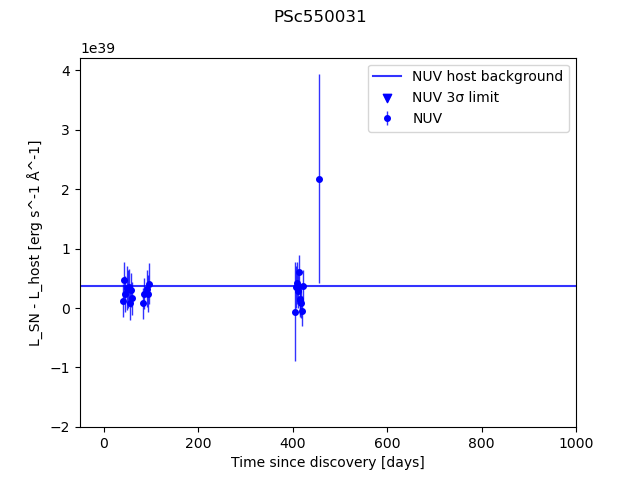 PSc550031
1e39
NUV host background
NUV 3σ limit
NUV
4
3
2
1
0
−1
−2
L_SN - L_host [erg s^-1 Å^-1]
0
200
400
600
800
1000
Time since discovery [days]